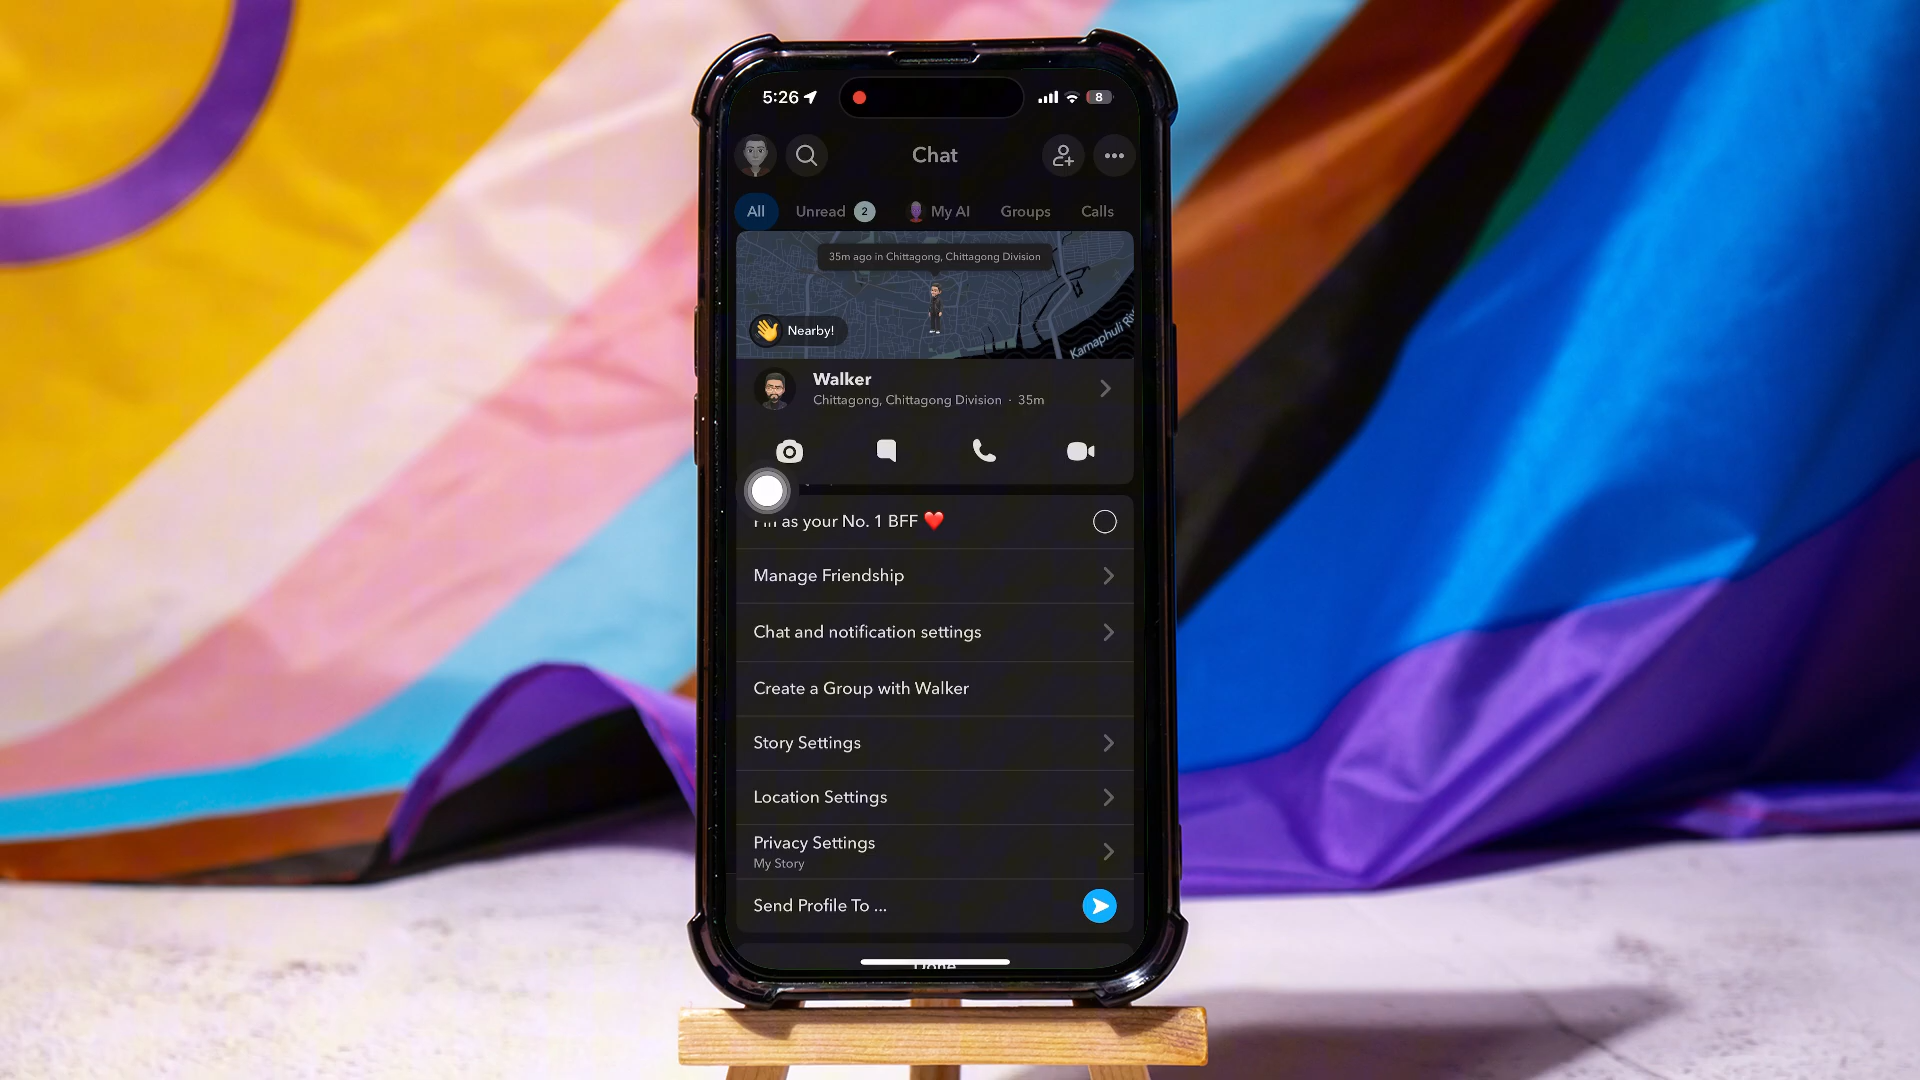 5:26
8
Chat
All
Unread 2
My AI
Groups
Calls
35m ago in Chittagong, Chittagong Division
Nearby!
Karnaphuli
Walker
Chittagong, Chittagong Division · 35m
as your No. 1 BFF ❤️
Manage Friendship
Chat and notification settings
Create a Group with Walker
Story Settings
Location Settings
Privacy Settings
My Story
Send Profile To ...
Done